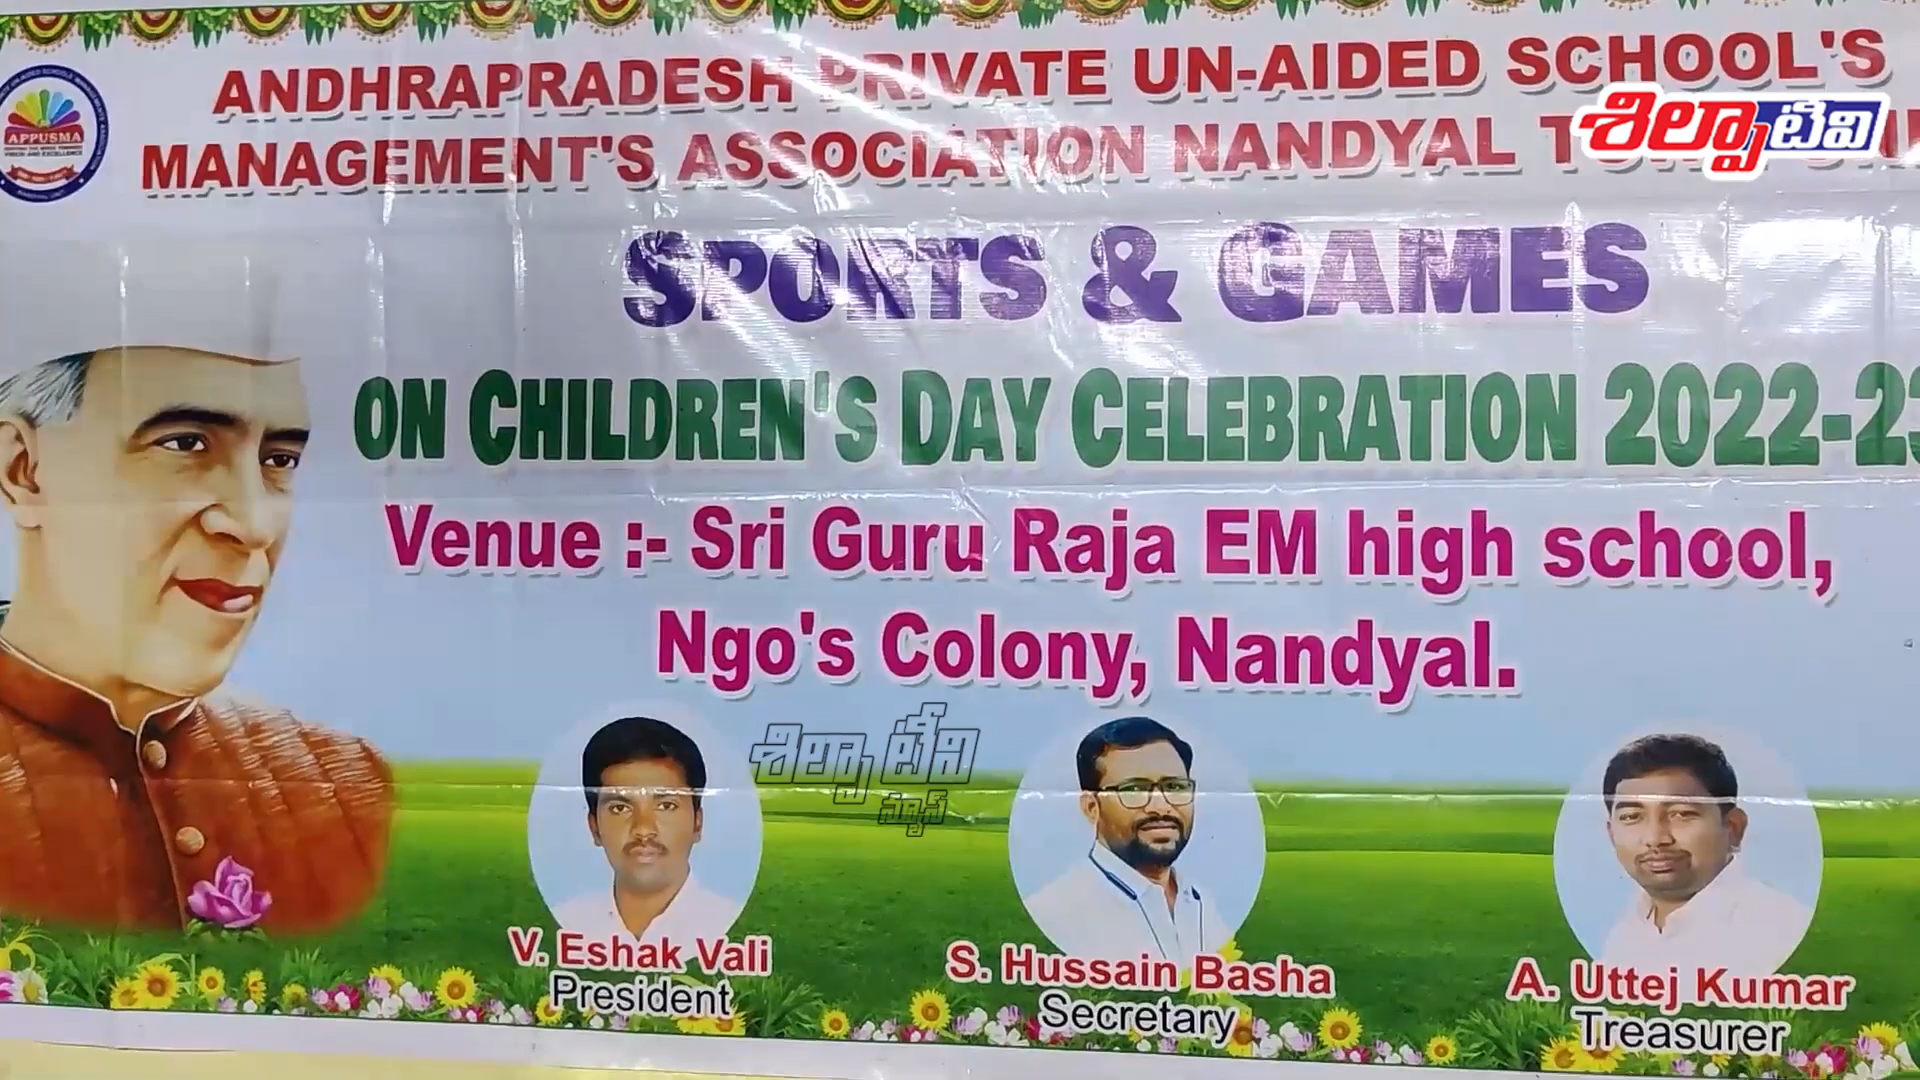 ANDHRAPRADESH PRIVATE UN-AIDED SCHOOL'S
శిల్పాటీవి
APPUSMA
MANAGEMENT'S ASSOCIATION NANDYAL
SPORTS & GAMES
ON CHILDREN'S DAY CELEBRATION 2022-23
Venue :- Sri Guru Raja EM high school,
Ngo's Colony, Nandyal.
శిల్పా టీవి
న్యూస్
V. Eshak Vali
President
S. Hussain Basha
Secretary
A. Uttej Kumar
Treasurer